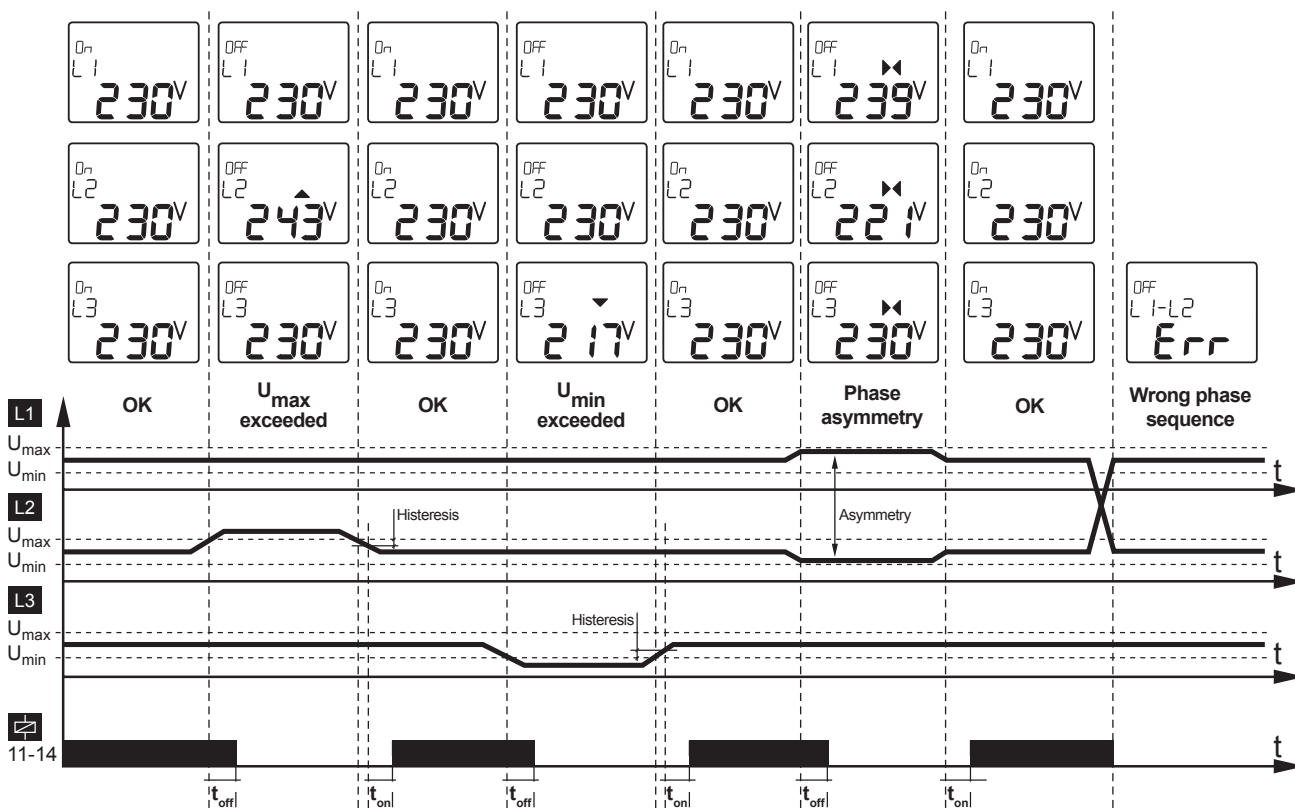 On OFF On OFF On OFF On
L1 L1 L1 L1 L1 L1 L1
230V 230V 230V 230V 230V 239V 230V
On OFF On OFF On OFF On
L2 L2 L2 L2 L2 L2 L2
230V 243V 230V 230V 230V 221V 230V
On OFF On OFF On OFF On OFF
L3 L3 L3 L3 L3 L3 L3 L1-L2
230V 230V 230V 217V 230V 230V 230V Err
OK
Umax exceeded
OK
Umin exceeded
OK
Phase asymmetry
OK
Wrong phase sequence
L1
Umax
Umin
t
L2
Histeresis
Umax
Asymmetry
Umin
t
L3
Histeresis
Umax
Umin
t
11-14
t
toff ton toff ton toff ton